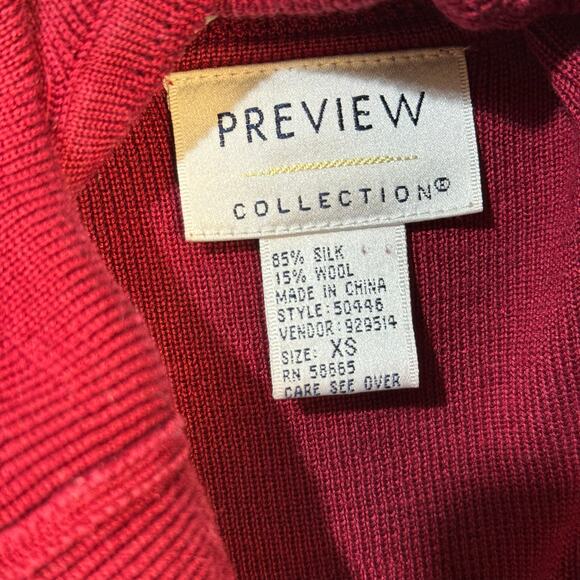 PREVIEW
COLLECTION®
85% SILK
15% WOOL
MADE IN CHINA
STYLE: 50446
VENDOR: 929514
SIZE: XS
RN 58665
CARE SEE OVER